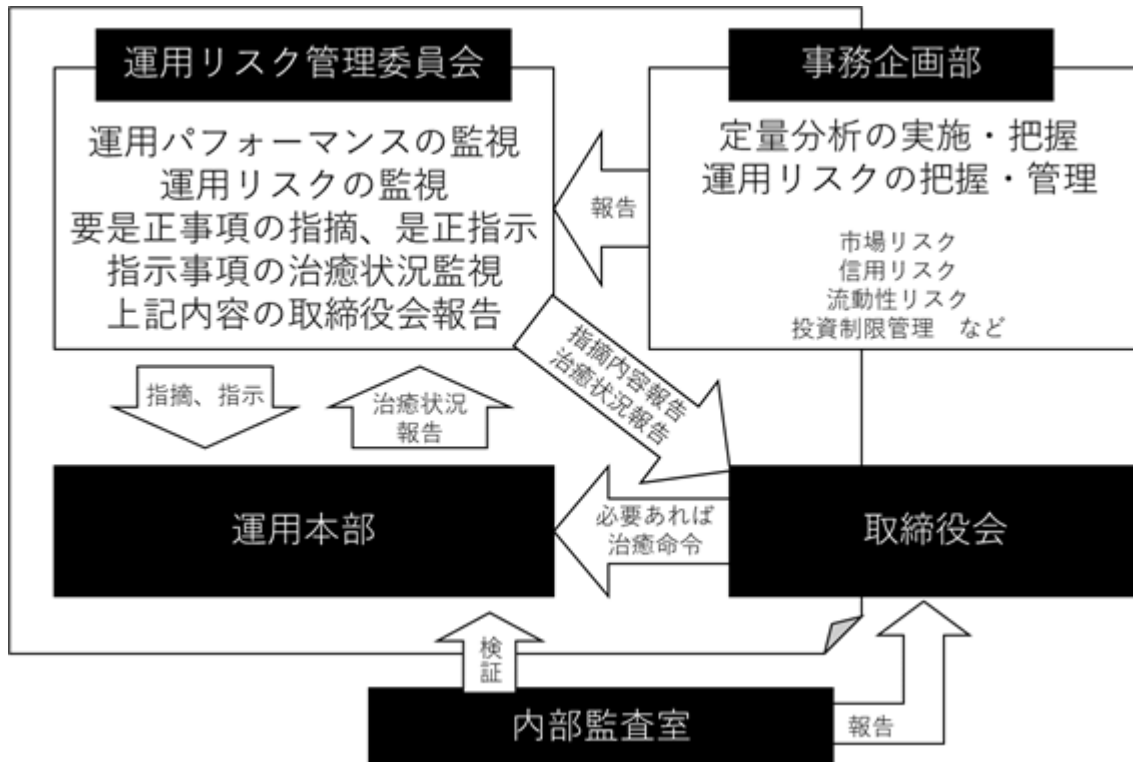 運用リスク管理委員会
運用パフォーマンスの監視
運用リスクの監視
要是正事項の指摘、是正指示
指示事項の治癒状況監視
上記内容の取締役会報告
事務企画部
定量分析の実施・把握
運用リスクの把握・管理
市場リスク
信用リスク
流動性リスク
投資制限管理　など
報告
指摘内容報告
治癒状況報告
指摘、指示
治癒状況
報告
運用本部
必要あれば
治癒命令
取締役会
検証
内部監査室
報告